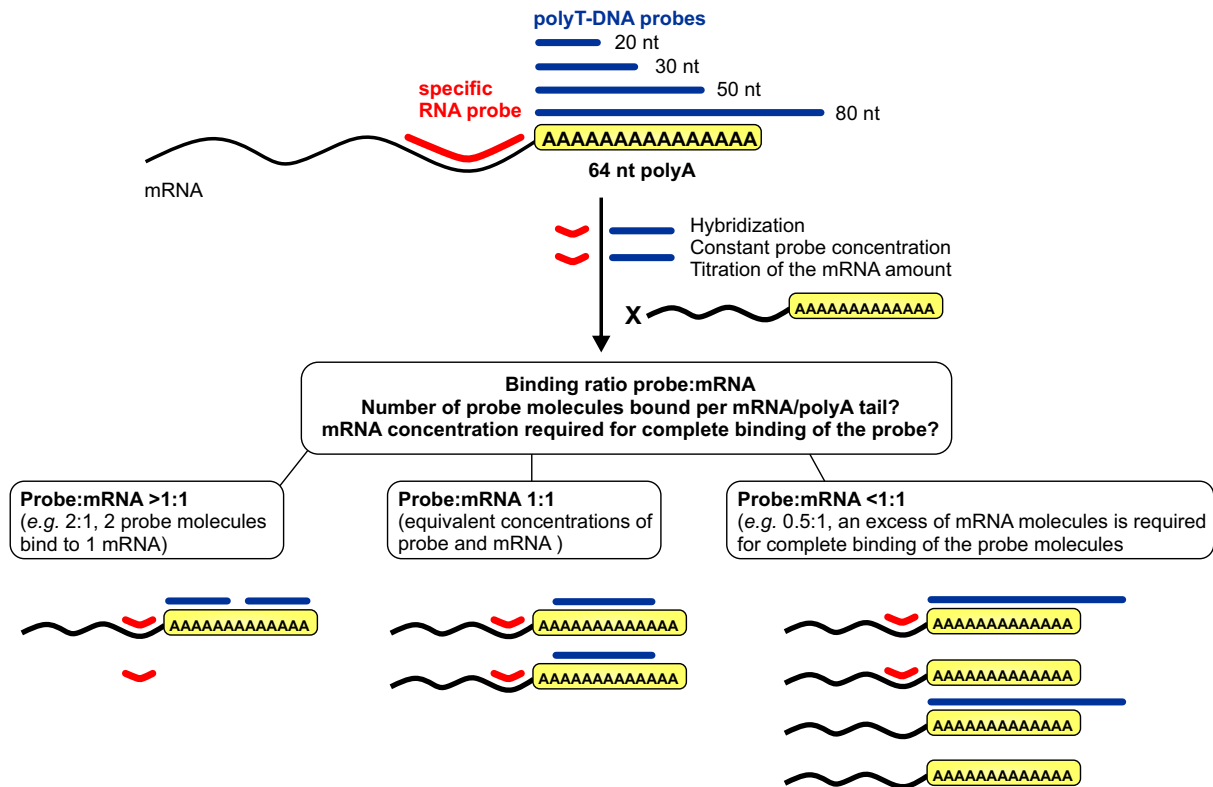 polyT-DNA probes
20 nt
30 nt
50 nt
80 nt
specific
RNA probe
AAAAAAAAAAAAAAA
64 nt polyA
mRNA
Hybridization
Constant probe concentration
Titration of the mRNA amount
X
AAAAAAAAAAAAA
Binding ratio probe:mRNA
Number of probe molecules bound per mRNA/polyA tail?
mRNA concentration required for complete binding of the probe?
Probe:mRNA >1:1
(e.g. 2:1, 2 probe molecules
bind to 1 mRNA)
AAAAAAAAAAAAA
Probe:mRNA 1:1
(equivalent concentrations of
probe and mRNA )
AAAAAAAAAAAAA
AAAAAAAAAAAAA
Probe:mRNA <1:1
(e.g. 0.5:1, an excess of mRNA molecules is required
for complete binding of the probe molecules
AAAAAAAAAAAAA
AAAAAAAAAAAAA
AAAAAAAAAAAAA
AAAAAAAAAAAAA